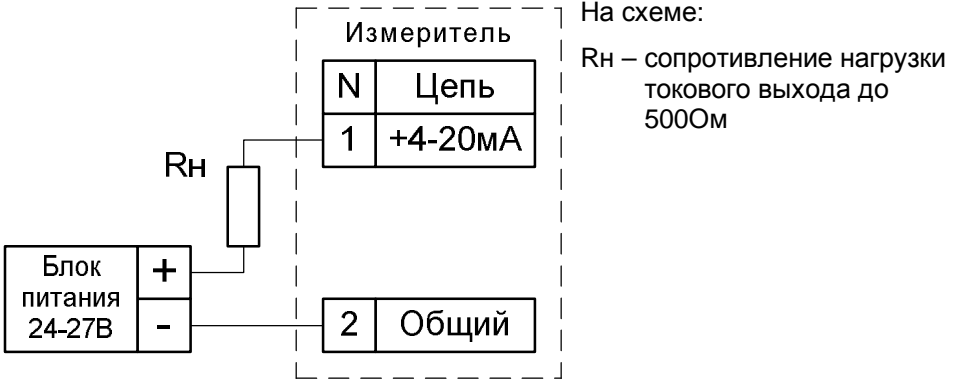 Измеритель
N Цепь
1 +4-20мА
Rн
Блок питания 24-27В
+
-
2 Общий
На схеме:
Rн – сопротивление нагрузки
токового выхода до
500Ом